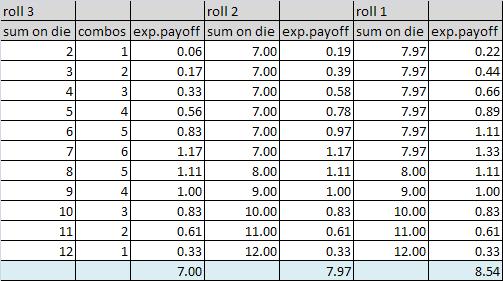 roll 3 roll 2 roll 1
sum on die combos exp.payoff sum on die exp.payoff sum on die exp.payoff
2 1 0.06 7.00 0.19 7.97 0.22
3 2 0.17 7.00 0.39 7.97 0.44
4 3 0.33 7.00 0.58 7.97 0.66
5 4 0.56 7.00 0.78 7.97 0.89
6 5 0.83 7.00 0.97 7.97 1.11
7 6 1.17 7.00 1.17 7.97 1.33
8 5 1.11 8.00 1.11 8.00 1.11
9 4 1.00 9.00 1.00 9.00 1.00
10 3 0.83 10.00 0.83 10.00 0.83
11 2 0.61 11.00 0.61 11.00 0.61
12 1 0.33 12.00 0.33 12.00 0.33
7.00 7.97 8.54